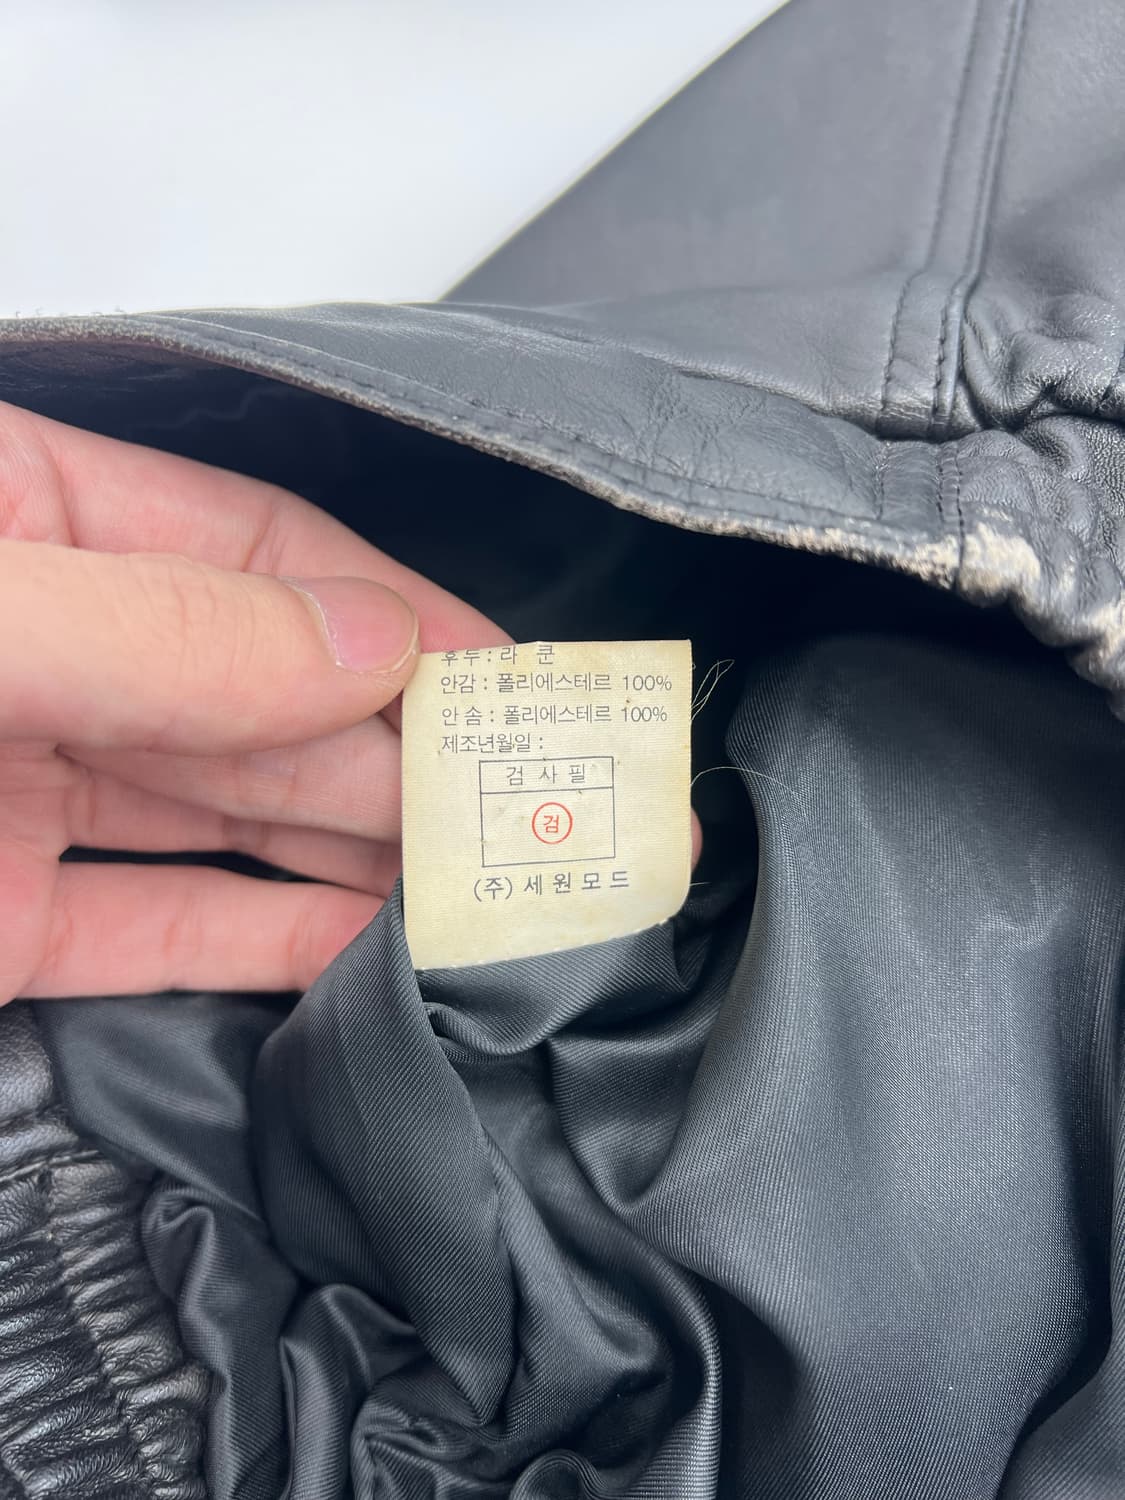 후두 : 라 쿤
안감 : 폴리에스테르 100%
안 솜 : 폴리에스테르 100%
제조년월일 :
검 사 필
검
(주) 세 원 모 드